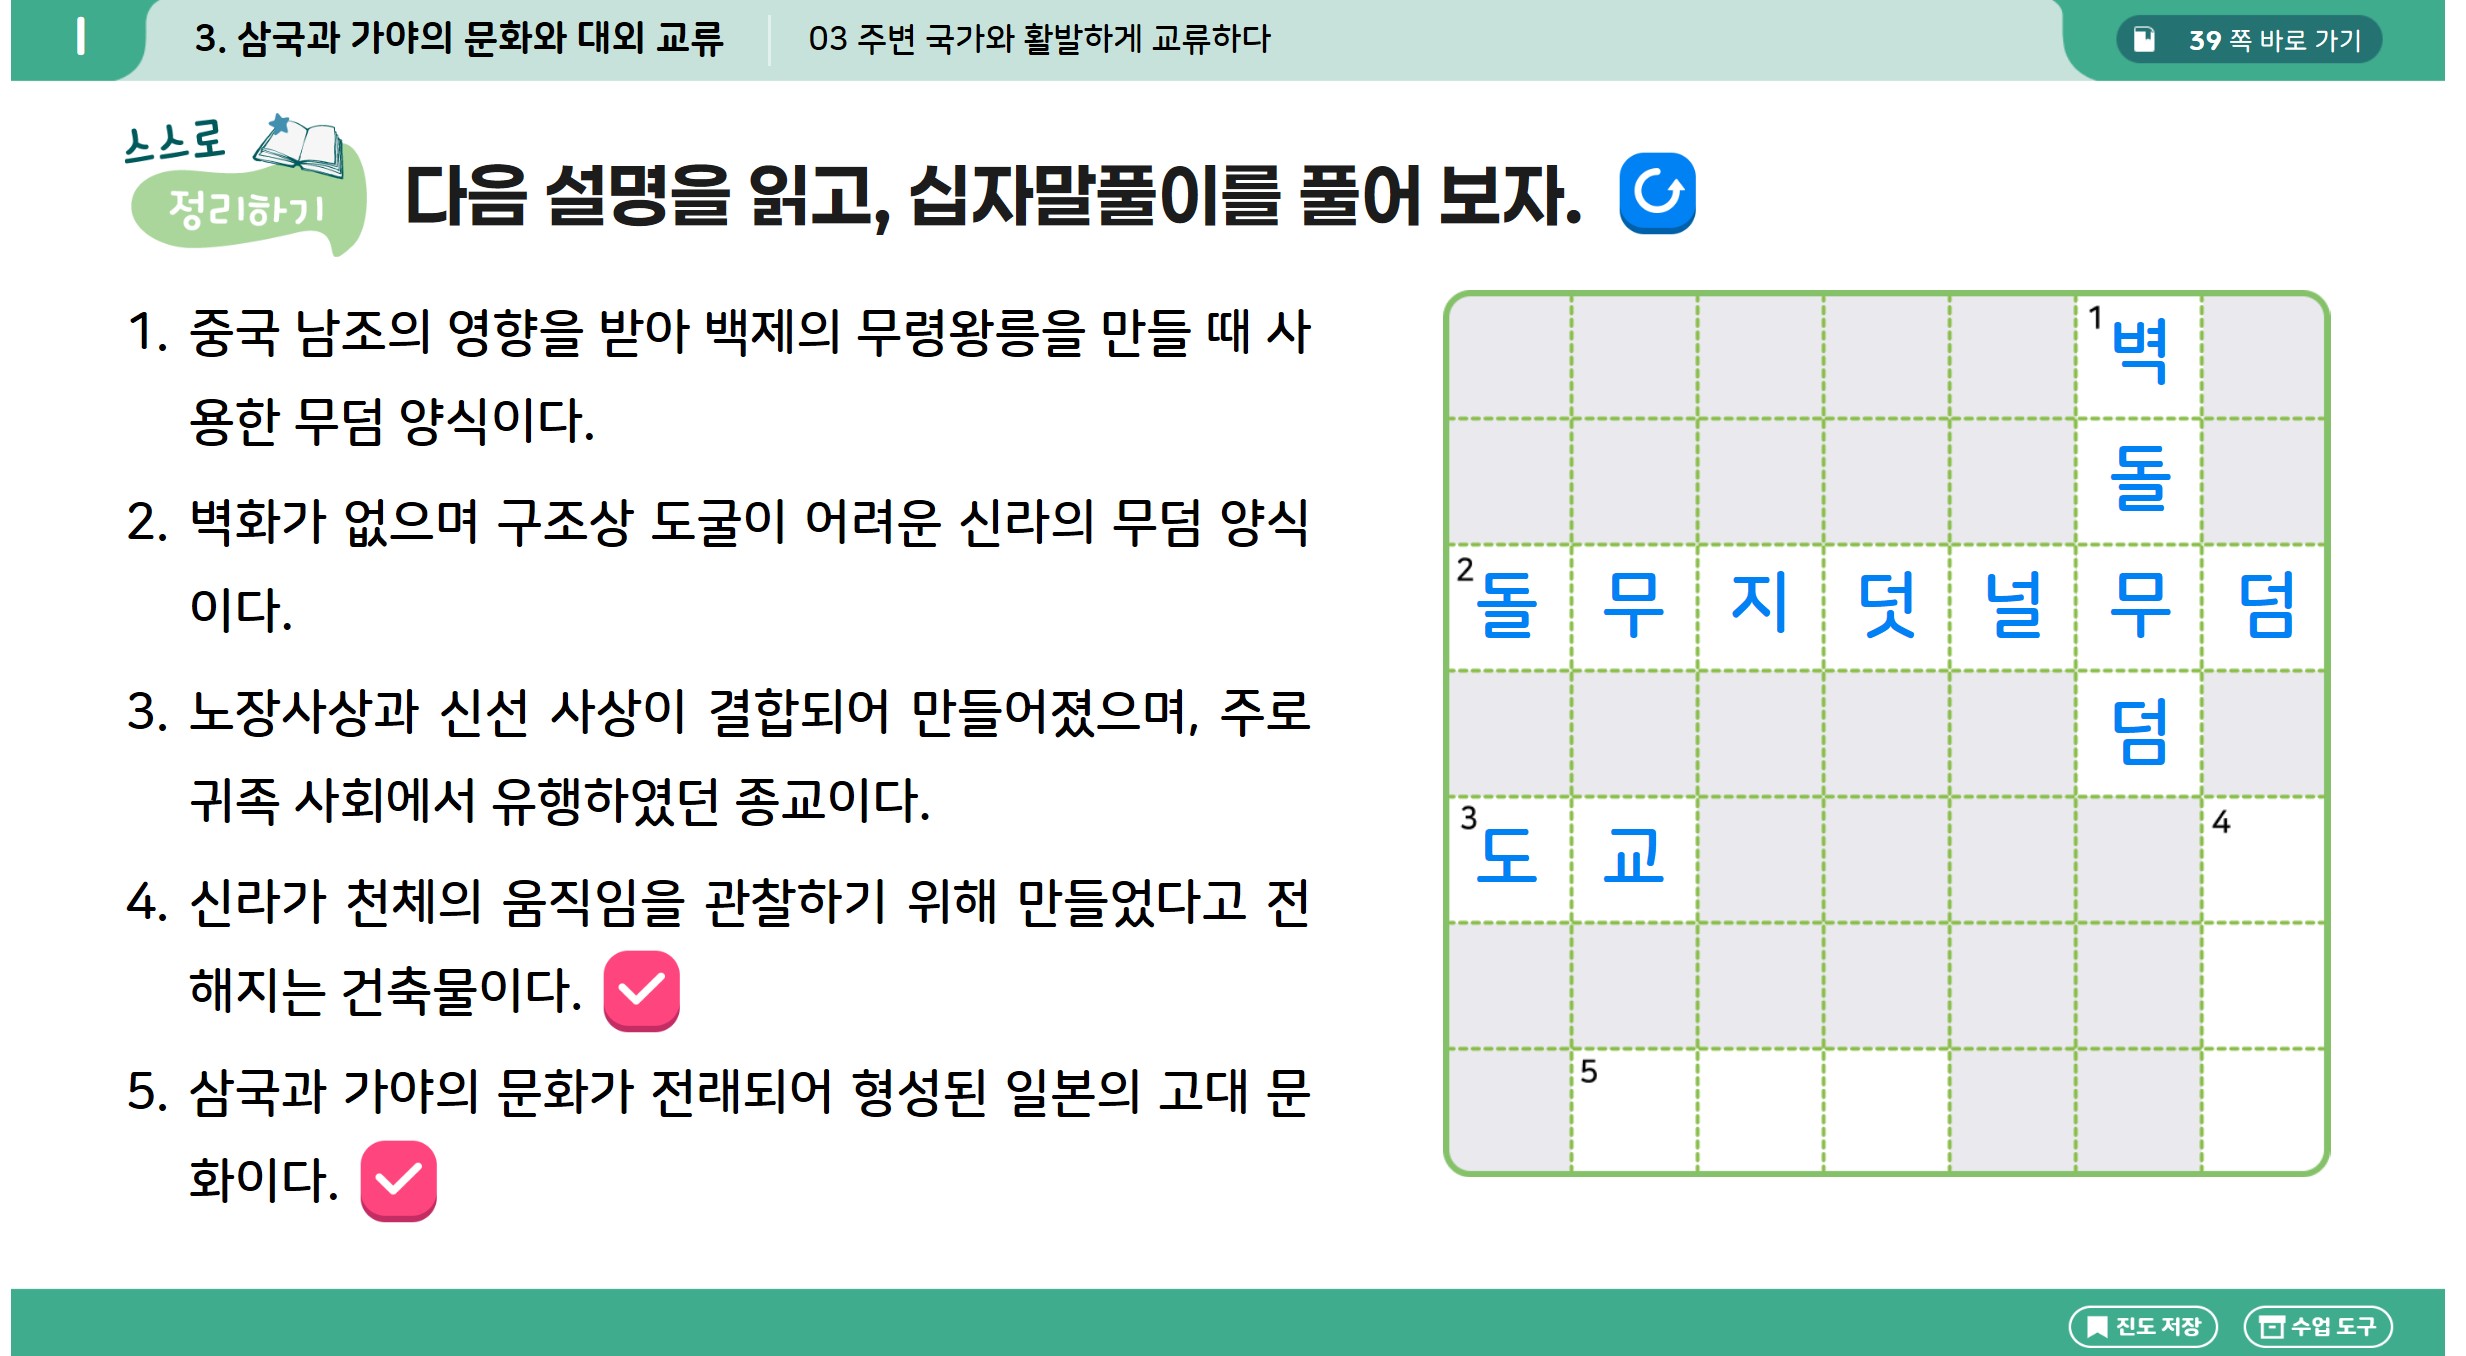 I
3. 삼국과 가야의 문화와 대외 교류
03 주변 국가와 활발하게 교류하다
39 쪽 바로 가기
스스로
정리하기
다음 설명을 읽고, 십자말풀이를 풀어 보자.
1. 중국 남조의 영향을 받아 백제의 무령왕릉을 만들 때 사
용한 무덤 양식이다.
2. 벽화가 없으며 구조상 도굴이 어려운 신라의 무덤 양식
이다.
3. 노장사상과 신선 사상이 결합되어 만들어졌으며, 주로
귀족 사회에서 유행하였던 종교이다.
4. 신라가 천체의 움직임을 관찰하기 위해 만들었다고 전
해지는 건축물이다.
5. 삼국과 가야의 문화가 전래되어 형성된 일본의 고대 문
화이다.
1 벽
돌
2 돌 무 지 덧 널 무 덤
덤
3 도 교 4
5
진도 저장
수업 도구